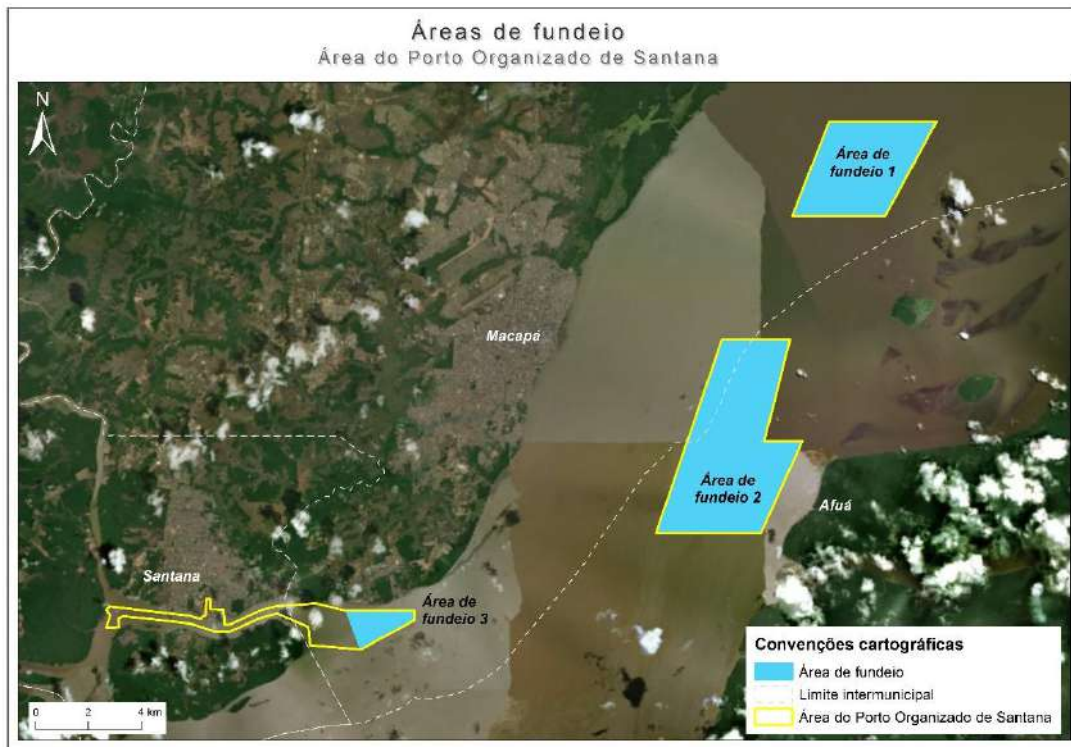 Áreas de fundeio
Área do Porto Organizado de Santana
N
Área de
fundeio 1
Macapá
Área de
fundeio 2
Afuá
Santana
Área de
fundeio 3
Convenções cartográficas
Área de fundeio
Limite intermunicipal
Área do Porto Organizado de Santana
0 2 4 km